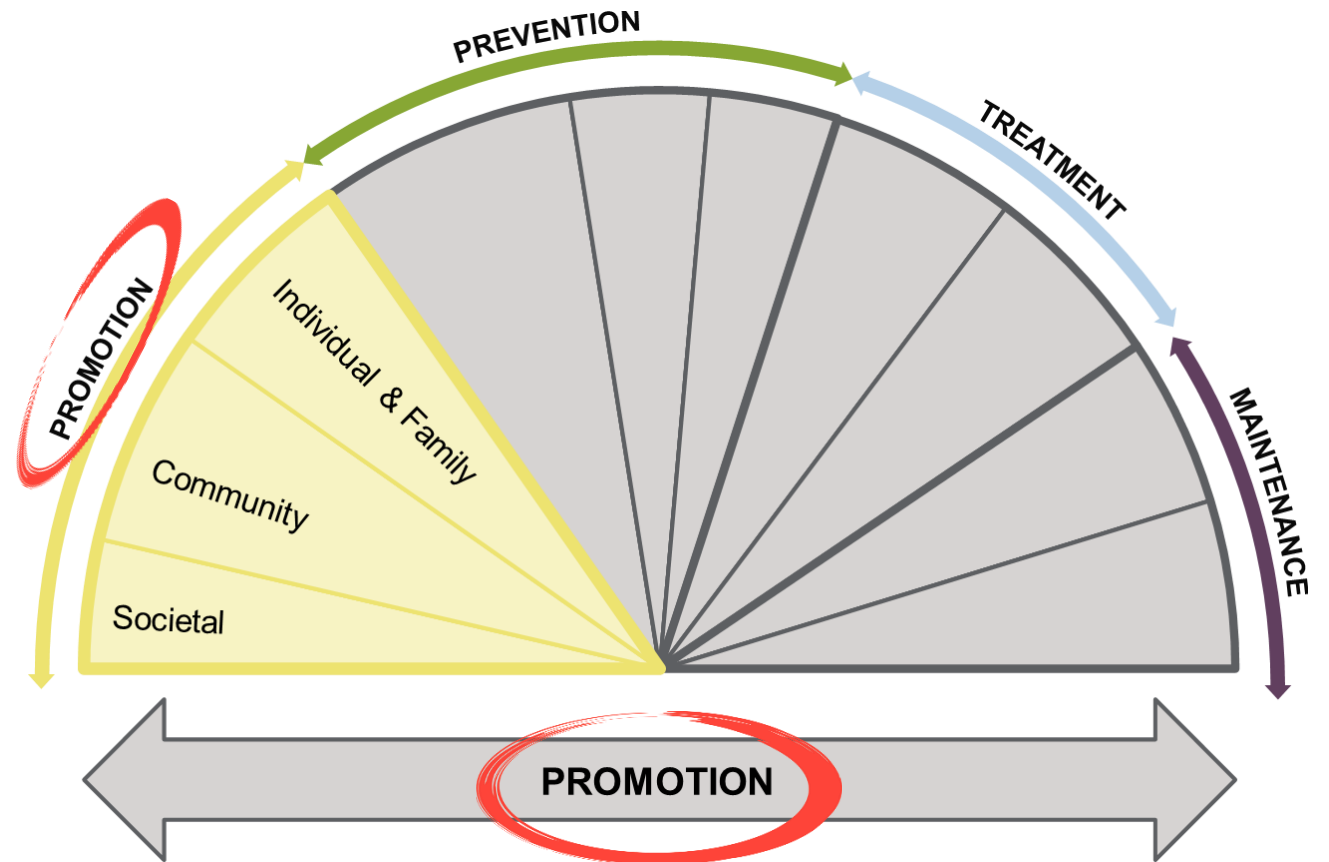 PREVENTION
TREATMENT
PROMOTION
MAINTENANCE
Individual & Family
Community
Societal
PROMOTION